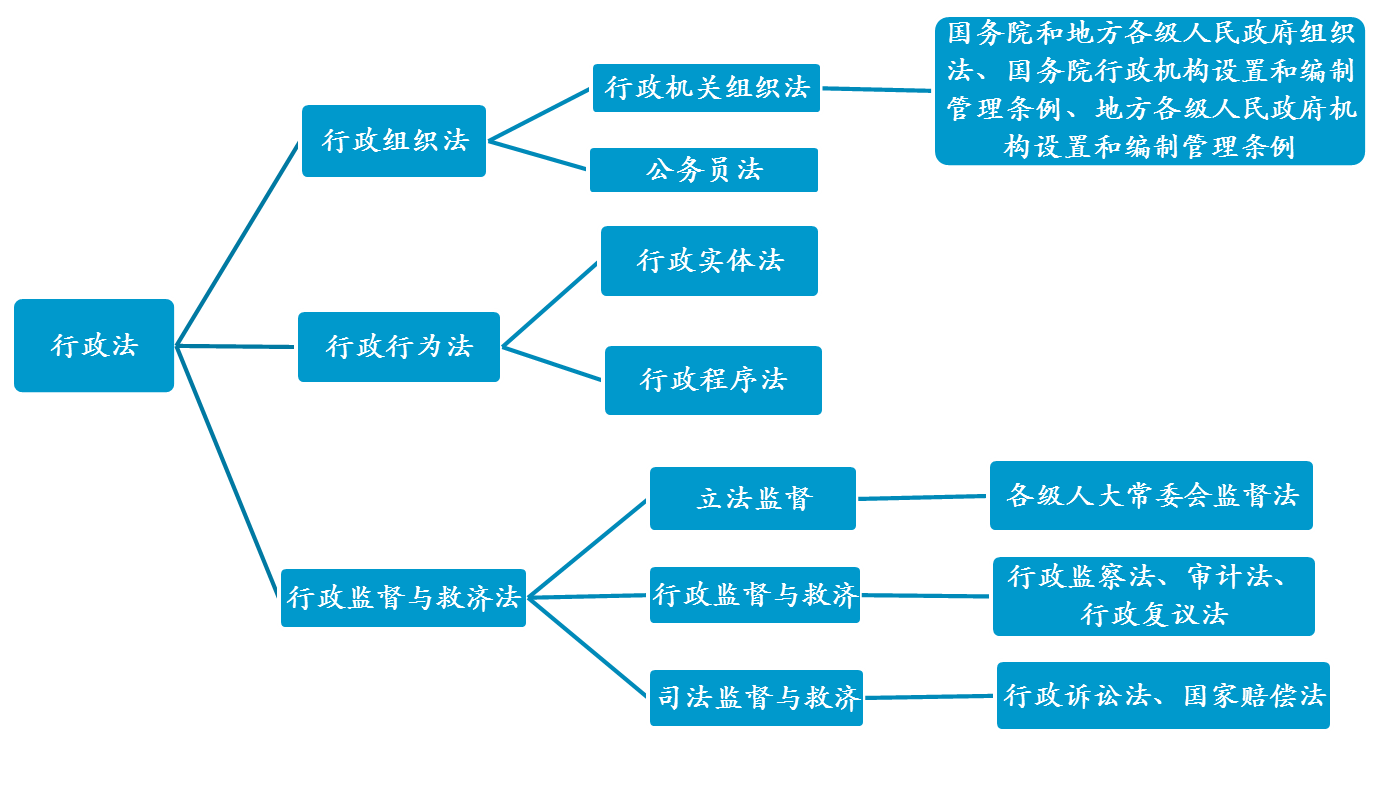 行政法
行政组织法
行政机关组织法
国务院和地方各级人民政府组织
法、国务院行政机构设置和编制
管理条例、地方各级人民政府机
构设置和编制管理条例
公务员法
行政行为法
行政实体法
行政程序法
行政监督与救济法
立法监督
各级人大常委会监督法
行政监督与救济
行政监察法、审计法、
行政复议法
司法监督与救济
行政诉讼法、国家赔偿法